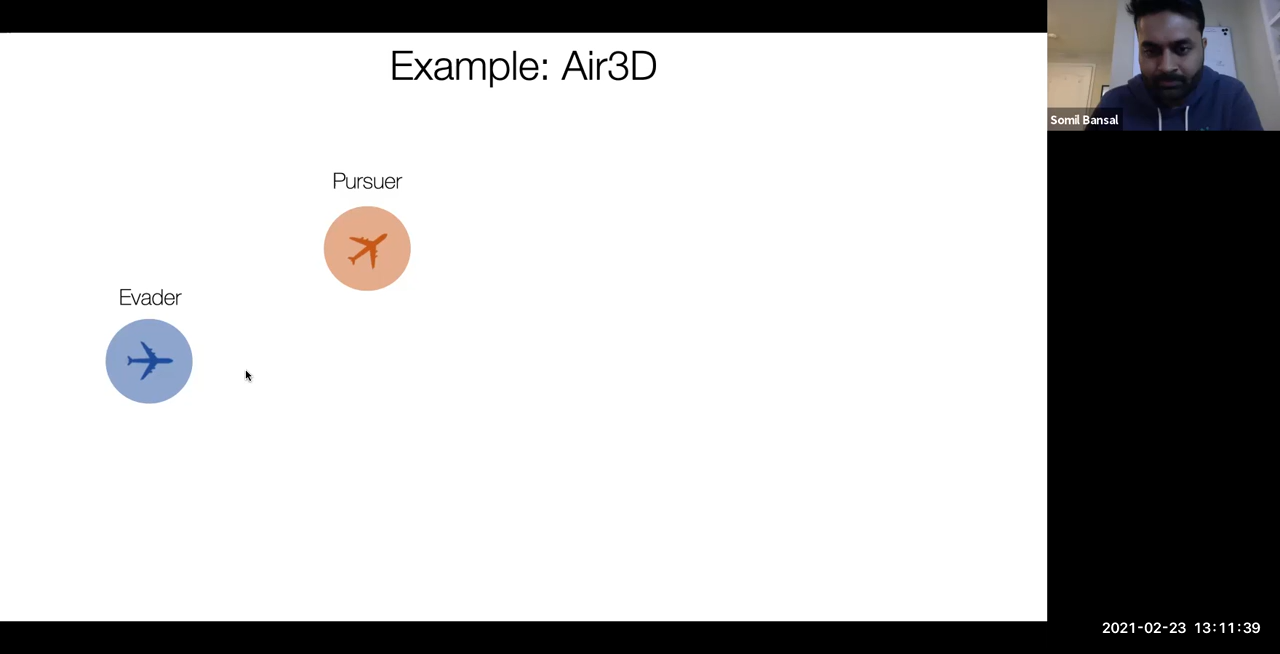 Example: Air3D
Somil Bansal
Pursuer
Evader
2021-02-23 13:11:39